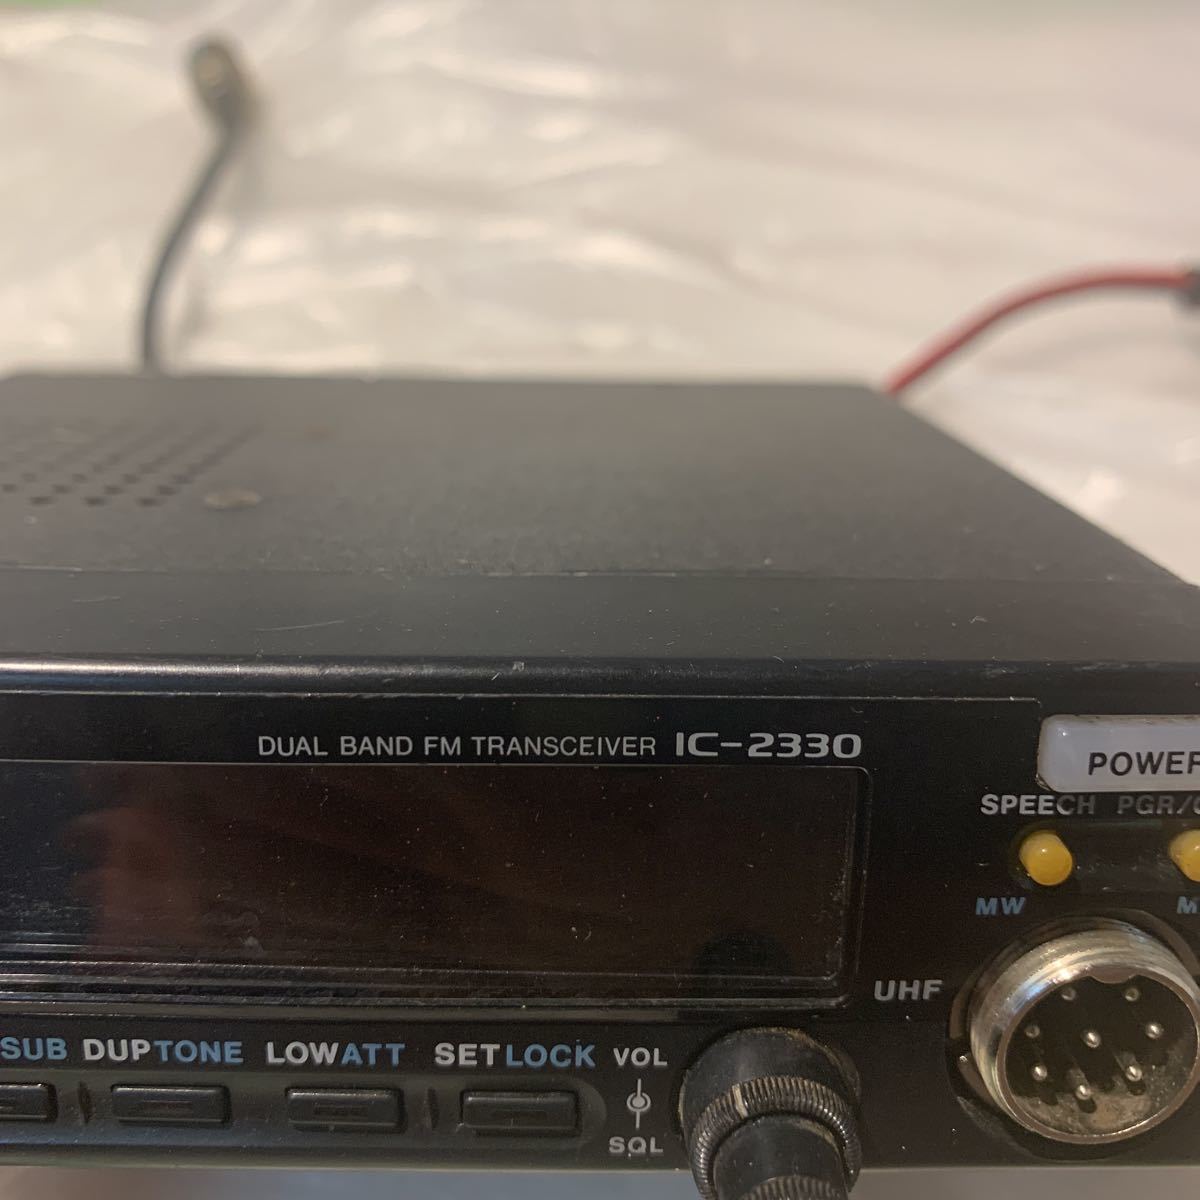 DUAL BAND FM TRANSCEIVER IC-2330
POWER
SPEECH PGR/
MW
UHF
SUB DUP TONE LOW ATT SET LOCK VOL
SQL